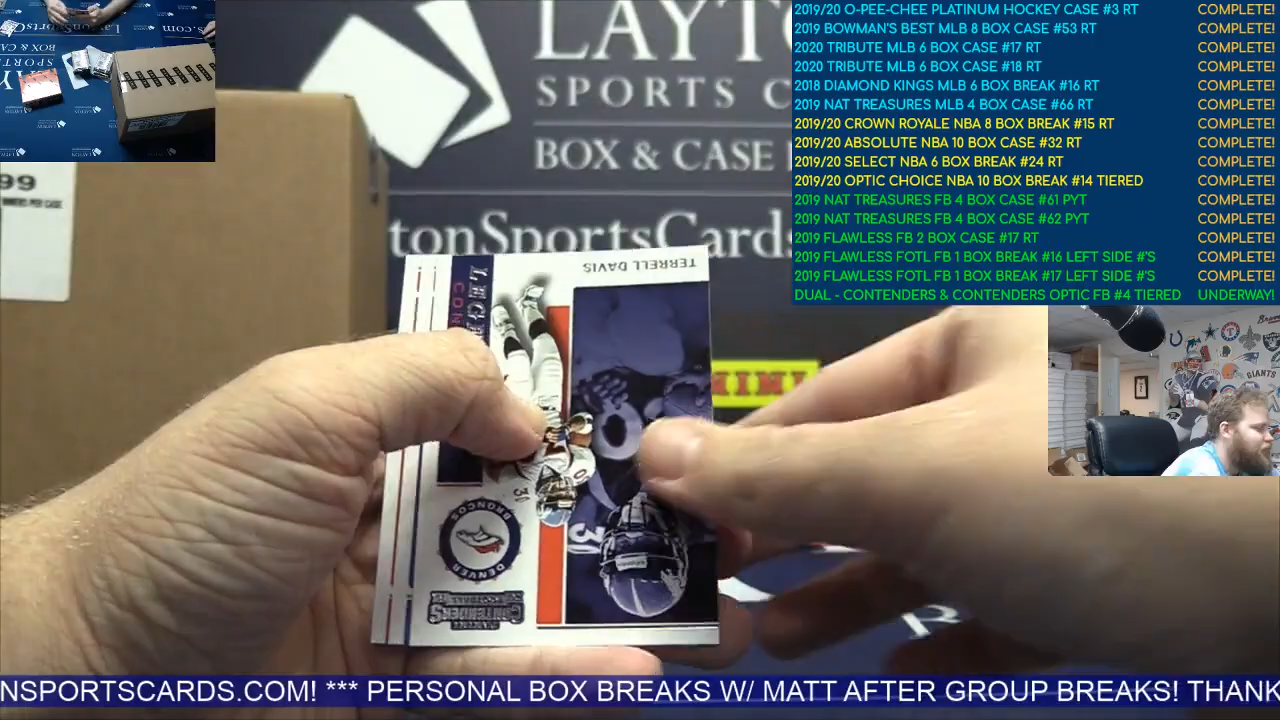 LAYTON
SPORTS C
BOX & CASE
tonSportsCards
99
2019/20 O-PEE-CHEE PLATINUM HOCKEY CASE #3 RT COMPLETE!
2019 BOWMAN'S BEST MLB 8 BOX CASE #53 RT COMPLETE!
2020 TRIBUTE MLB 6 BOX CASE #17 RT COMPLETE!
2020 TRIBUTE MLB 6 BOX CASE #18 RT COMPLETE!
2018 DIAMOND KINGS MLB 6 BOX BREAK #16 RT COMPLETE!
2019 NAT TREASURES MLB 4 BOX CASE #66 RT COMPLETE!
2019/20 CROWN ROYALE NBA 8 BOX BREAK #15 RT COMPLETE!
2019/20 ABSOLUTE NBA 10 BOX CASE #32 RT COMPLETE!
2019/20 SELECT NBA 6 BOX BREAK #24 RT COMPLETE!
2019/20 OPTIC CHOICE NBA 10 BOX BREAK #14 TIERED COMPLETE!
2019 NAT TREASURES FB 4 BOX CASE #61 PYT COMPLETE!
2019 NAT TREASURES FB 4 BOX CASE #62 PYT COMPLETE!
2019 FLAWLESS FB 2 BOX CASE #17 RT COMPLETE!
2019 FLAWLESS FOTL FB 1 BOX BREAK #16 LEFT SIDE #'S COMPLETE!
2019 FLAWLESS FOTL FB 1 BOX BREAK #17 LEFT SIDE #'S COMPLETE!
DUAL - CONTENDERS & CONTENDERS OPTIC FB #4 TIERED UNDERWAY!
TERRELL DAVIS
LEGE
CON
DENVER BRONCOS
CONTENDERS
30
GIANTS
NSPORTSCARDS.COM! *** PERSONAL BOX BREAKS W/ MATT AFTER GROUP BREAKS! THANK